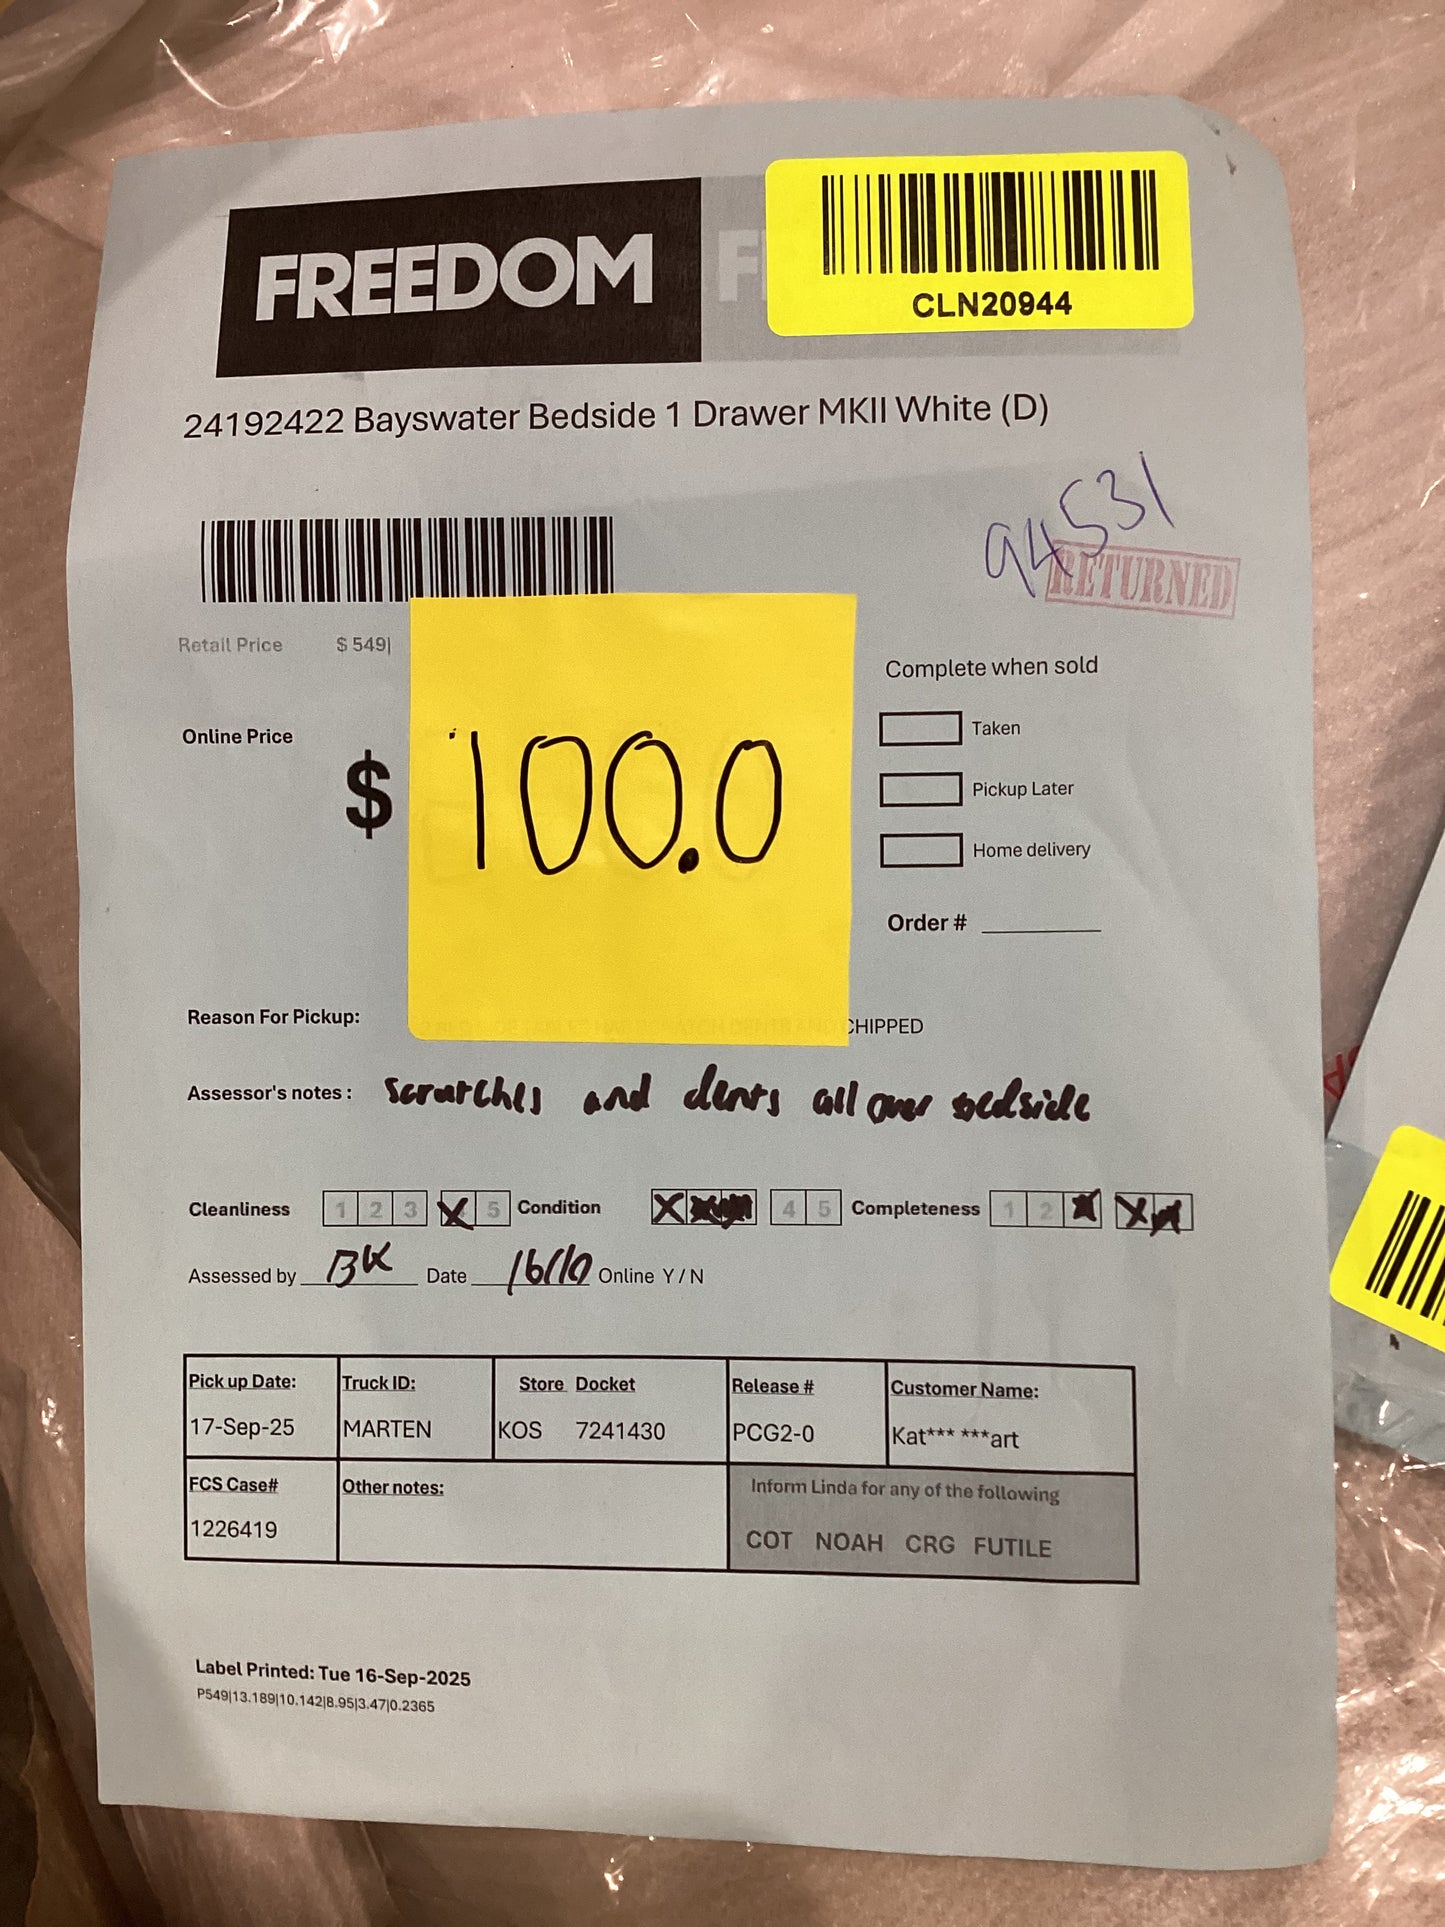 FREEDOM
CLN20944
24192422 Bayswater Bedside 1 Drawer MKII White (D)
94531
RETURNED
Retail Price $ 549|
Complete when sold
Taken
Online Price
$ 100.0
Pickup Later
Home delivery
Order #
Reason For Pickup: CHIPPED
Assessor's notes : scratches and dents all over bedside
Cleanliness 1 2 3 5 Condition 4 5 Completeness 1 2
Assessed by BK Date 16/10 Online Y / N
Pick up Date: Truck ID: Store Docket Release # Customer Name:
17-Sep-25 MARTEN KOS 7241430 PCG2-0 Kat*** ***art
FCS Case# Other notes: Inform Linda for any of the following
1226419 COT NOAH CRG FUTILE
Label Printed: Tue 16-Sep-2025
P549|13.189|10.142|8.95|3.47|0.2365